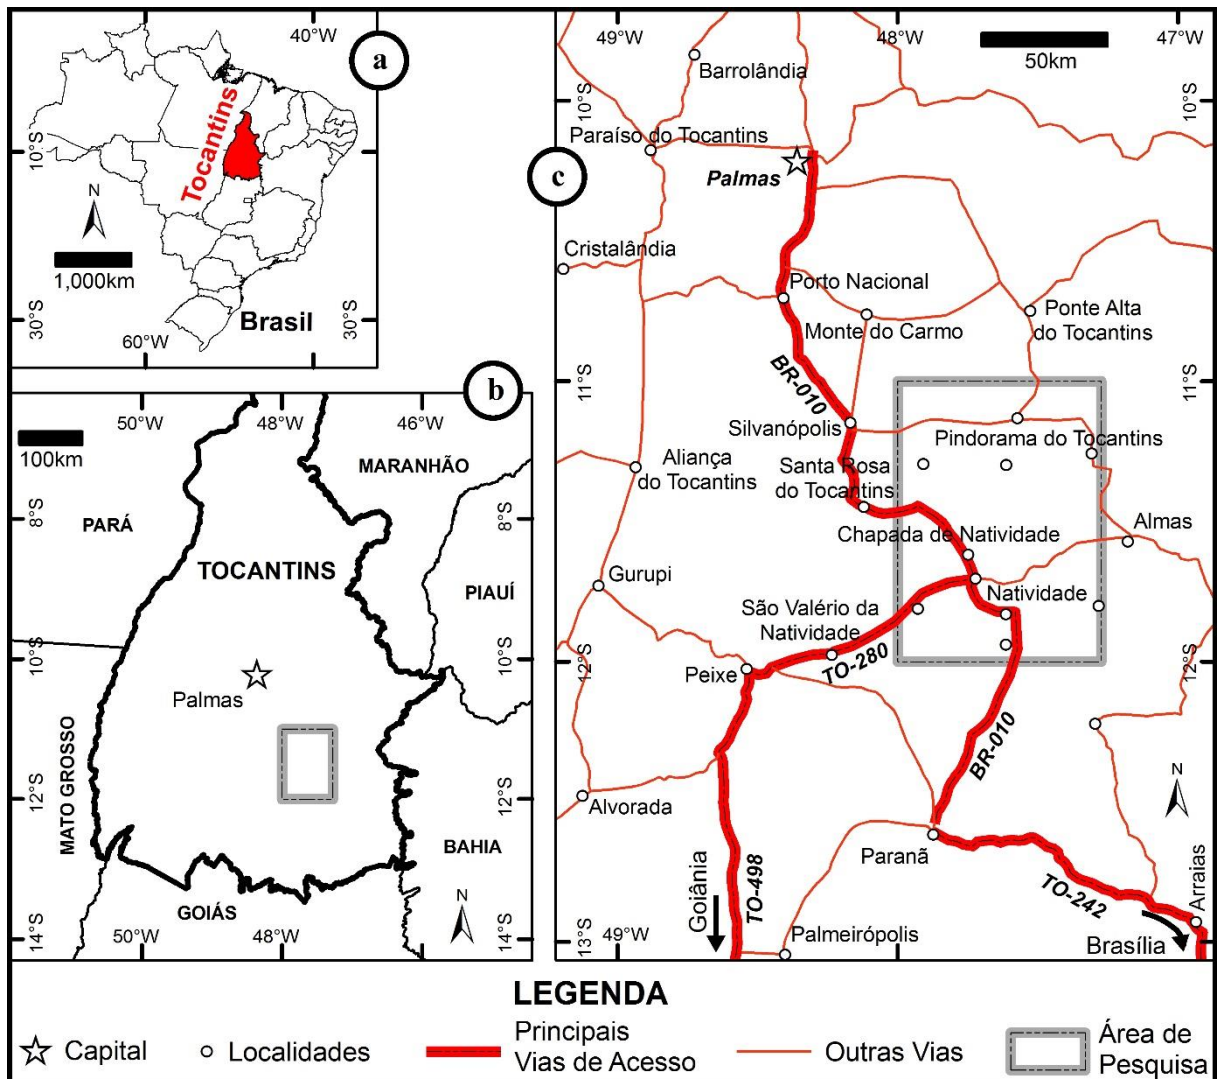 40°W
a
Tocantins
10°S
10°S
N
1,000km
30°S
Brasil
30°S
60°W
b
50°W
48°W
46°W
100km
MARANHÃO
8°S
PARÁ
8°S
TOCANTINS
PIAUÍ
10°S
10°S
Palmas
MATO GROSSO
12°S
12°S
BAHIA
N
GOIÁS
14°S
50°W
48°W
14°S
c
49°W
48°W
47°W
50km
Barrolândia
10°S
10°S
Paraíso do Tocantins
Palmas
Cristalândia
Porto Nacional
Ponte Alta
do Tocantins
Monte do Carmo
BR-010
11°S
11°S
Silvanópolis
Pindorama do Tocantins
Aliança
do Tocantins
Santa Rosa
do Tocantins
Almas
Chapada de Natividade
Gurupi
Natividade
São Valério da
Natividade
TO-280
12°S
12°S
Peixe
BR-010
N
Alvorada
Paranã
Goiânia
TO-498
TO-242
Arraias
Brasília
Palmeirópolis
13°S
49°W
48°W
13°S
LEGENDA
Capital
Localidades
Principais
Vias de Acesso
Outras Vias
Área de
Pesquisa